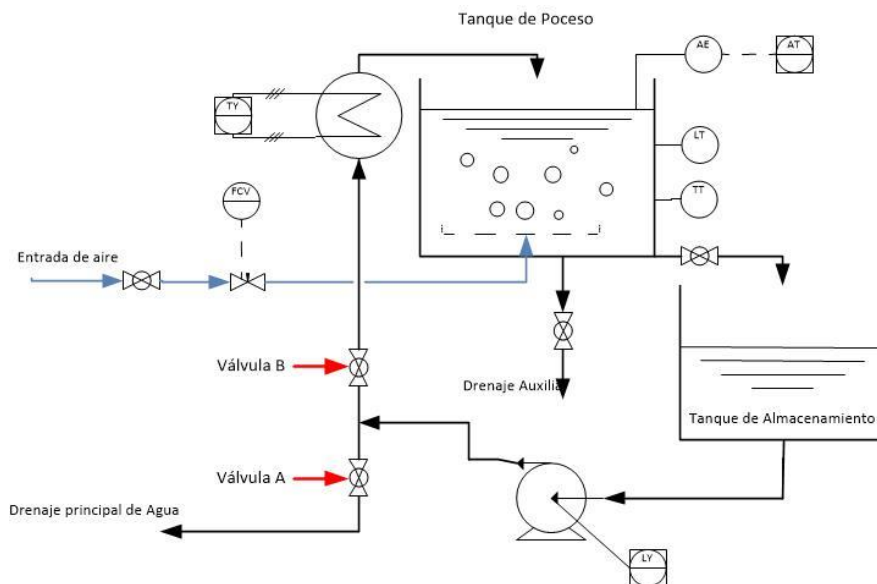 Tanque de Poceso
AE
AT
TY
LT
FCV
TT
Entrada de aire
Válvula B
Drenaje Auxilia
Tanque de Almacenamiento
Válvula A
Drenaje principal de Agua
LY